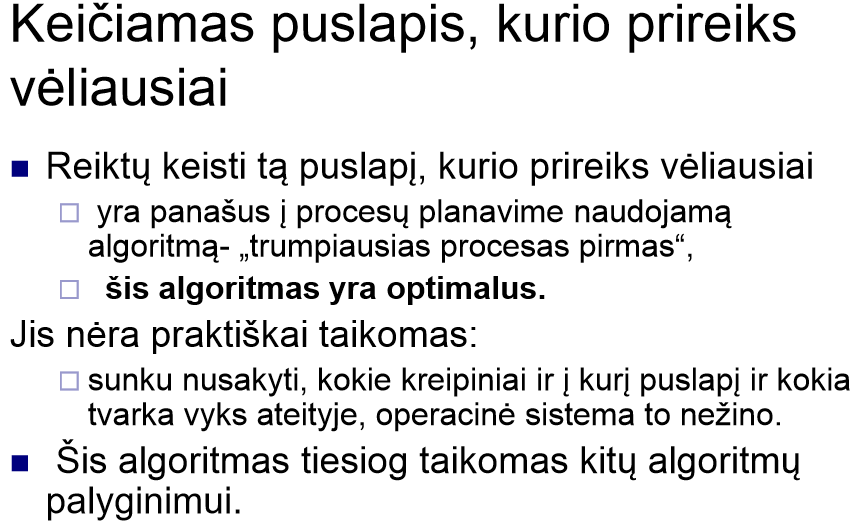 Keičiamas puslapis, kurio prireiks
vėliausiai
Reiktų keisti tą puslapį, kurio prireiks vėliausiai
yra panašus į procesų planavime naudojamą
algoritmą- „trumpiausias procesas pirmas“,
šis algoritmas yra optimalus.
Jis nėra praktiškai taikomas:
sunku nusakyti, kokie kreipiniai ir į kurį puslapį ir kokia
tvarka vyks ateityje, operacinė sistema to nežino.
Šis algoritmas tiesiog taikomas kitų algoritmų
palyginimui.